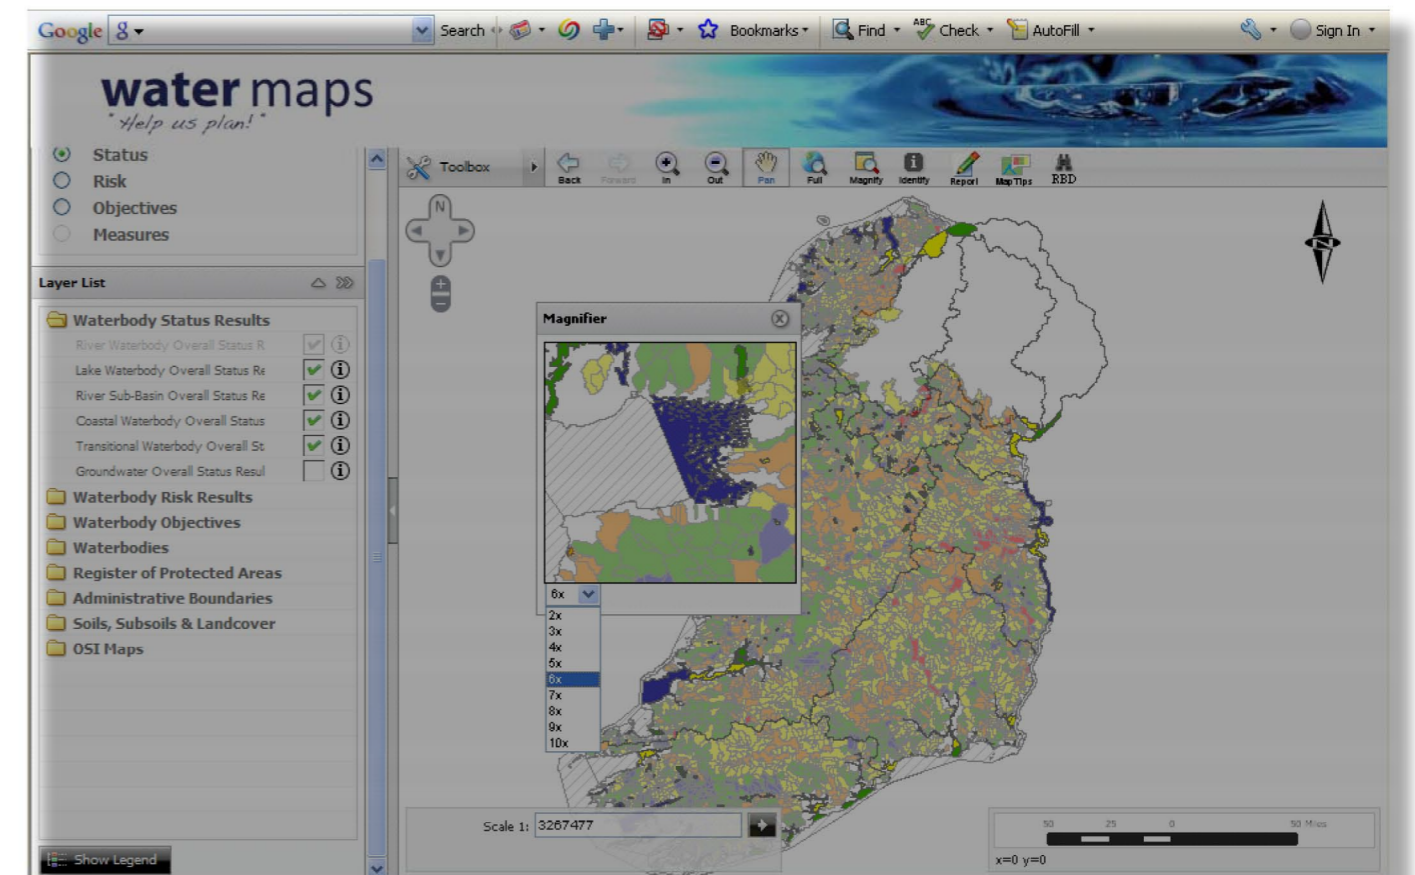 Google g Search Bookmarks Find Check AutoFill Sign In
water maps
"Help us plan!"
Status
Risk
Objectives
Measures
Toolbox Back Forward In Out Pan Full Magnify Identify Report Map Tips RBD
N
N
Layer List
Waterbody Status Results
River Waterbody Overall Status R
Lake Waterbody Overall Status Re
River Sub-Basin Overall Status Re
Coastal Waterbody Overall Status
Transitional Waterbody Overall St
Groundwater Overall Status Resul
Waterbody Risk Results
Waterbody Objectives
Waterbodies
Register of Protected Areas
Administrative Boundaries
Soils, Subsoils & Landcover
OSI Maps
Show Legend
Magnifier
6x
2x
3x
4x
5x
6x
7x
8x
9x
10x
Scale 1: 3267477
50 25 0 50 Miles
x=0 y=0